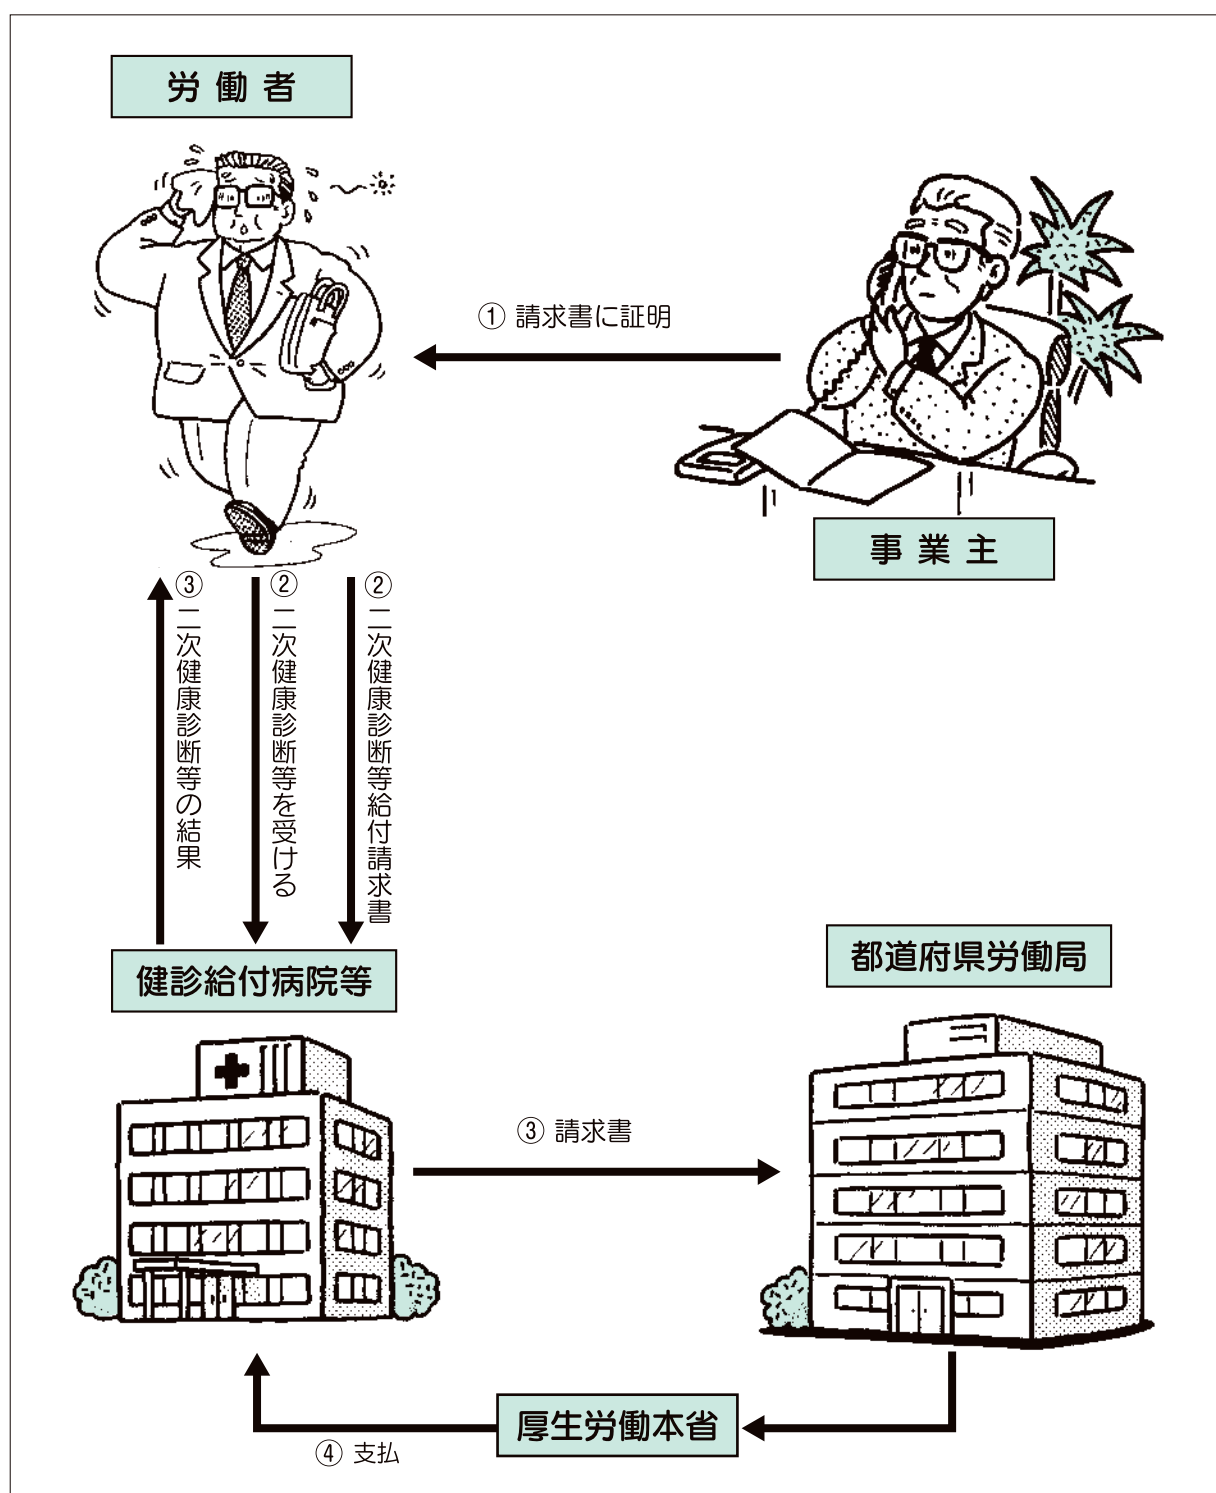 労働者
① 請求書に証明
事業主
② 二次健康診断等給付請求書
② 二次健康診断等を受ける
③ 二次健康診断等の結果
健診給付病院等
都道府県労働局
③ 請求書
厚生労働本省
④ 支払